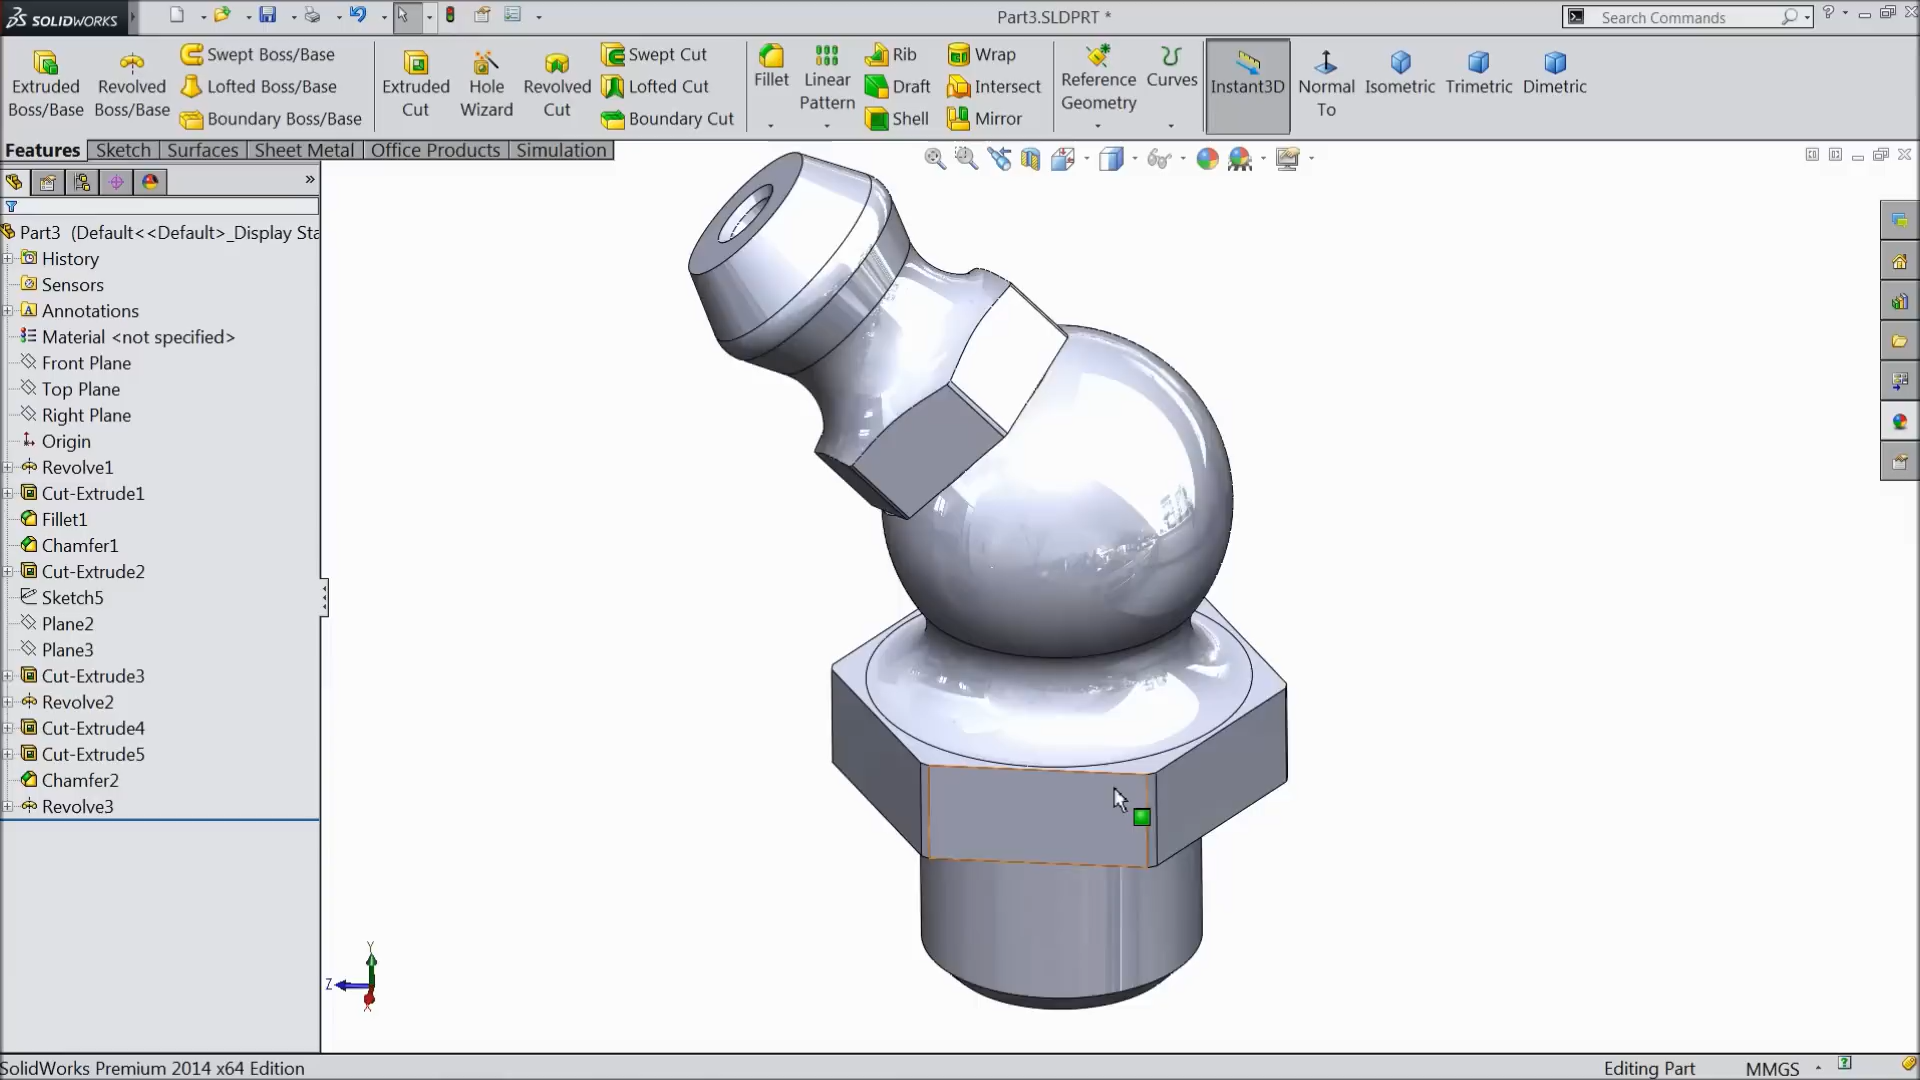 SOLIDWORKS
Part3.SLDPRT *
Search Commands
Extruded Boss/Base
Revolved Boss/Base
Swept Boss/Base
Lofted Boss/Base
Boundary Boss/Base
Extruded Cut
Hole Wizard
Revolved Cut
Swept Cut
Lofted Cut
Boundary Cut
Fillet
Linear Pattern
Rib
Draft
Shell
Wrap
Intersect
Mirror
Reference Geometry
Curves
Instant3D
Normal To
Isometric
Trimetric
Dimetric
Features
Sketch
Surfaces
Sheet Metal
Office Products
Simulation
Part3 (Default<<Default>_Display Sta
History
Sensors
Annotations
Material <not specified>
Front Plane
Top Plane
Right Plane
Origin
Revolve1
Cut-Extrude1
Fillet1
Chamfer1
Cut-Extrude2
Sketch5
Plane2
Plane3
Cut-Extrude3
Revolve2
Cut-Extrude4
Cut-Extrude5
Chamfer2
Revolve3
Y
Z
X
SolidWorks Premium 2014 x64 Edition
Editing Part
MMGS